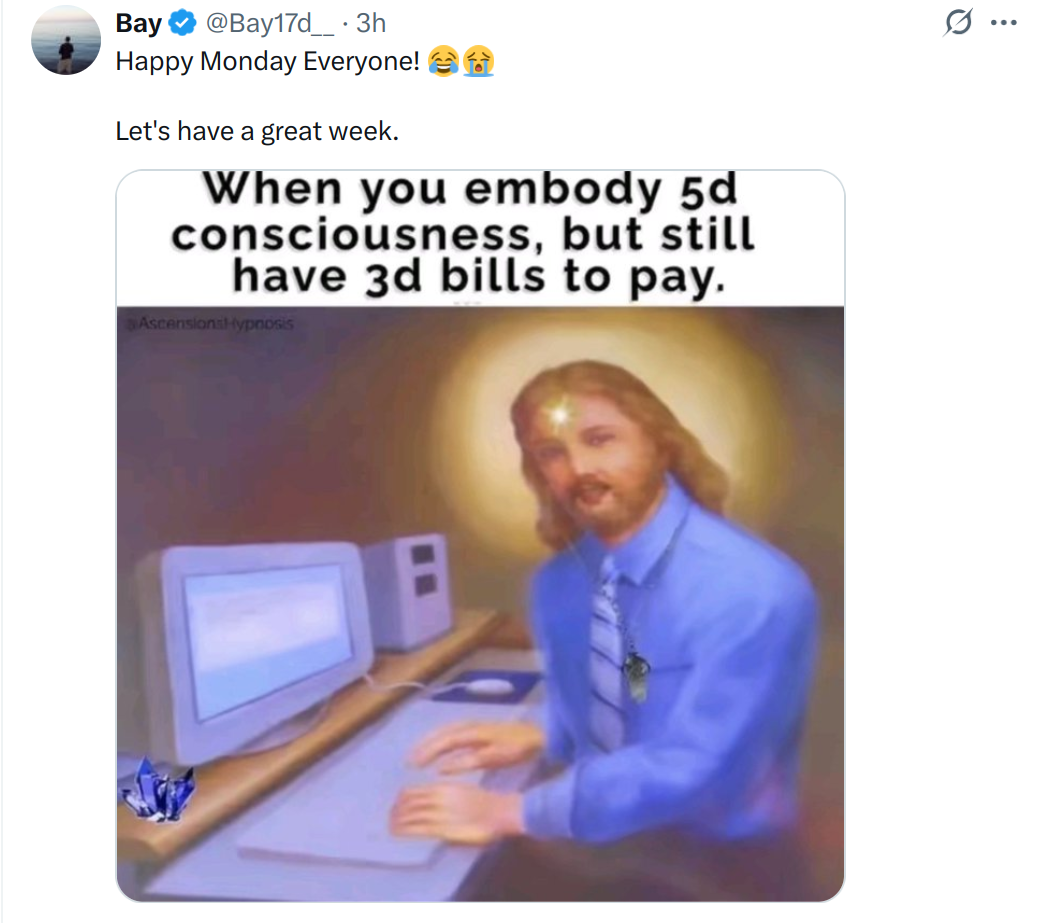 Bay @Bay17d__ · 3h
Happy Monday Everyone! 😂😭
Let's have a great week.
When you embody 5d
consciousness, but still
have 3d bills to pay.
@AscensionsHypnosis